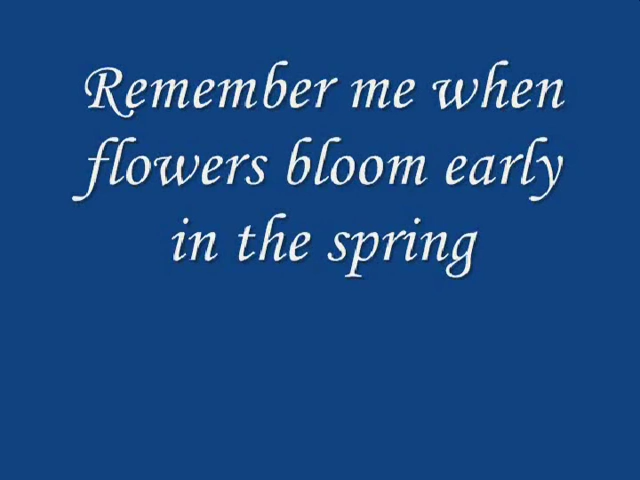 Remember me when
flowers bloom early
in the spring